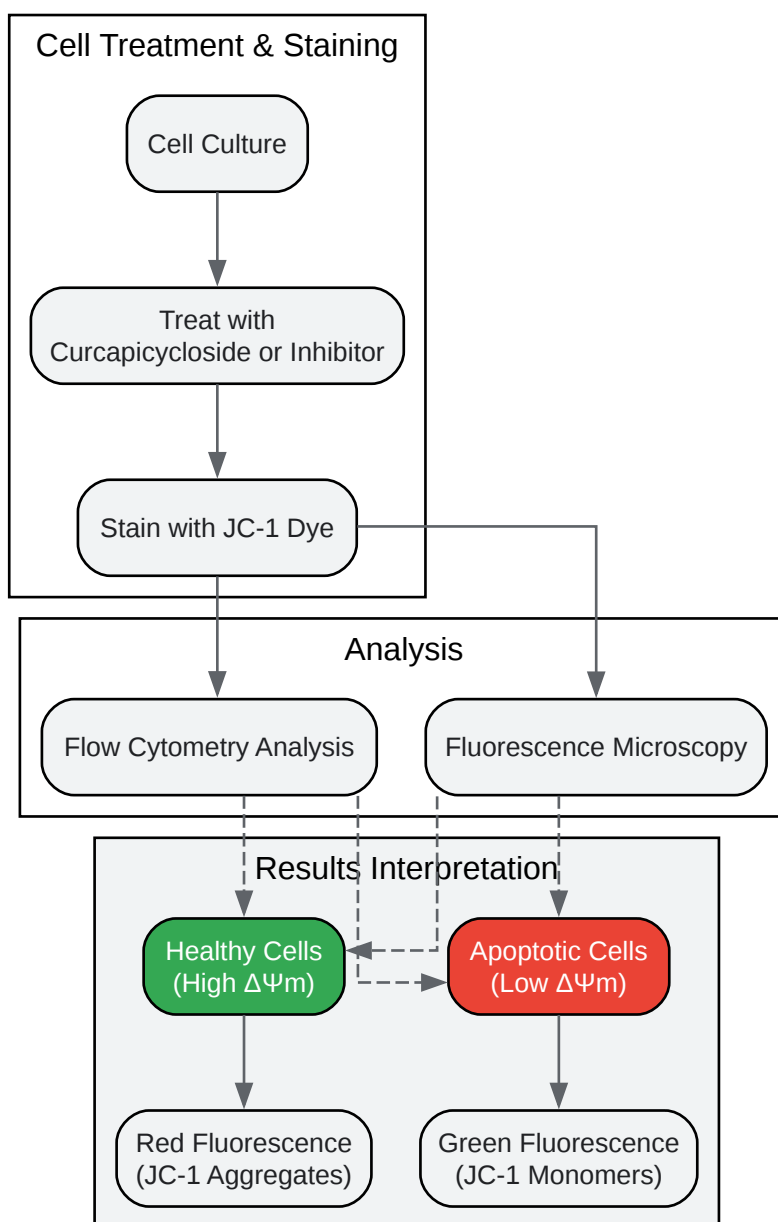 Cell Treatment & Staining
Cell Culture
Treat with
Curcapicycloside or Inhibitor
Stain with JC-1 Dye
Analysis
Flow Cytometry Analysis
Fluorescence Microscopy
Results Interpretation
Healthy Cells
(High ΔΨm)
Apoptotic Cells
(Low ΔΨm)
Red Fluorescence
(JC-1 Aggregates)
Green Fluorescence
(JC-1 Monomers)